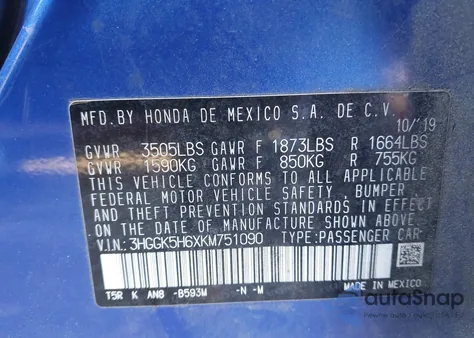 MFD.BY HONDA DE MEXICO S.A. DE C.V.
10/'19
GVWR 3505LBS GAWR F 1873LBS R 1664LBS
GVWR 1590KG GAWR F 850KG R 755KG
THIS VEHICLE CONFORMS TO ALL APPLICABLE
FEDERAL MOTOR VEHICLE SAFETY, BUMPER,
AND THEFT PREVENTION STANDARDS IN EFFECT
ON THE DATE OF MANUFACTURE SHOWN ABOVE.
V.I.N: 3HGGK5H6XKM751090 TYPE:PASSENGER CAR
T5R K AN8 -B593M -N -M
MADE IN MEXICO
autoSnap